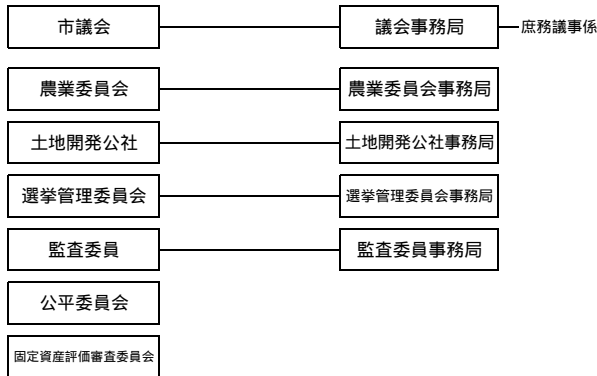 市議会 議会事務局 庶務議事係
農業委員会 農業委員会事務局
土地開発公社 土地開発公社事務局
選挙管理委員会 選挙管理委員会事務局
監査委員 監査委員事務局
公平委員会
固定資産評価審査委員会